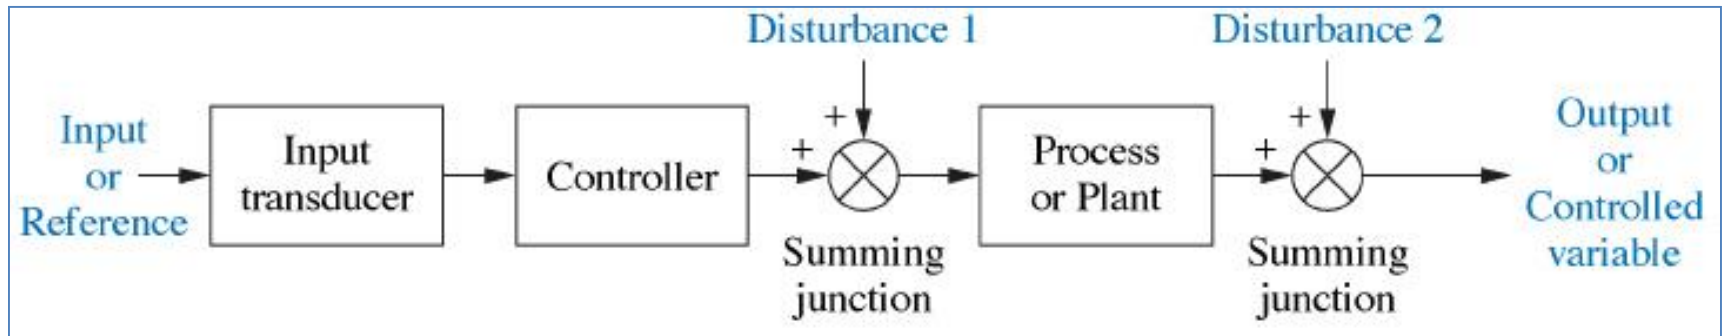 Disturbance 1
Disturbance 2
Input
or
Reference
Input
transducer
Controller
+
+
Summing
junction
Process
or Plant
+
+
Summing
junction
Output
or
Controlled
variable